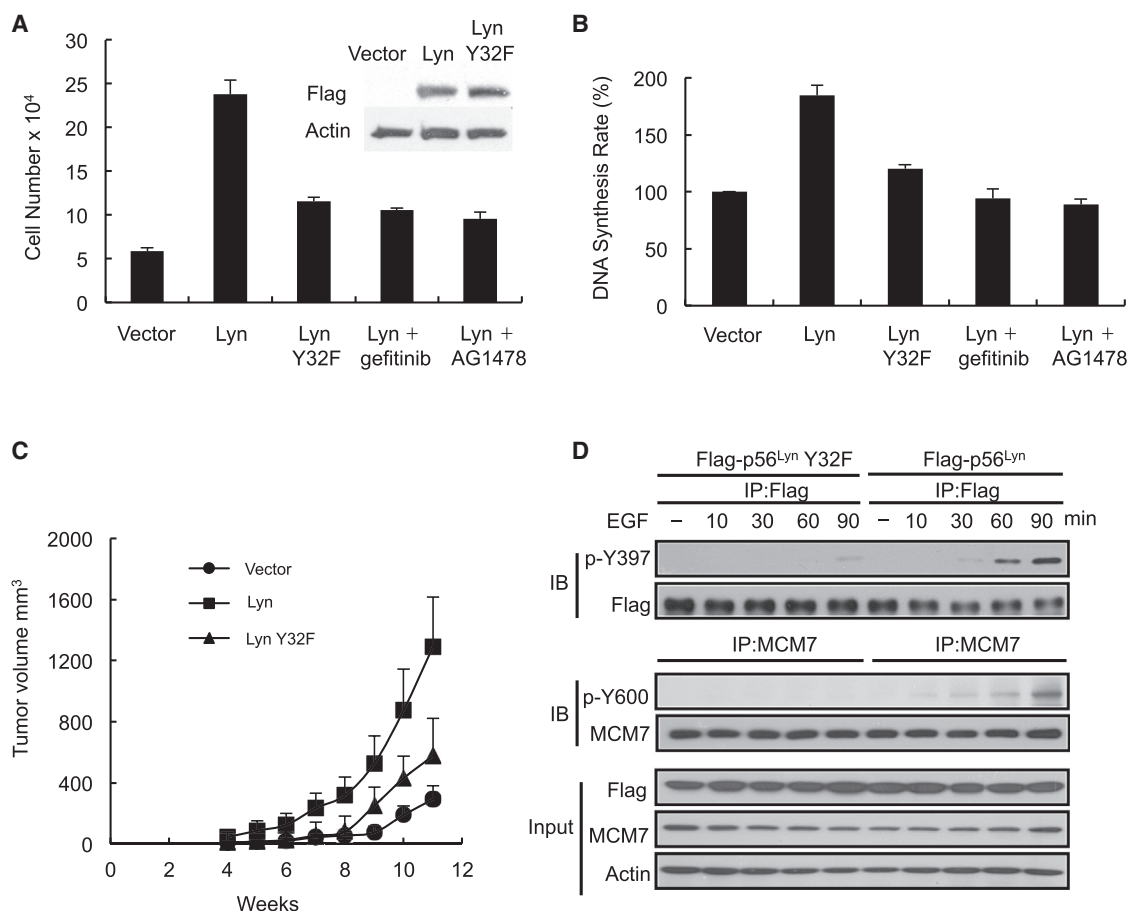 A
30
25
20
15
10
5
0
Cell Number x 10⁴
Vector
Lyn
Lyn
Y32F
Flag
Actin
Vector
Lyn
Lyn
Y32F
Lyn +
gefitinib
Lyn +
AG1478
B
200
150
100
50
0
DNA Synthesis Rate (%)
Vector
Lyn
Lyn
Y32F
Lyn +
gefitinib
Lyn +
AG1478
C
2000
1600
1200
800
400
0
Tumor volume mm³
Vector
Lyn
Lyn Y32F
0 2 4 6 8 10 12
Weeks
D
Flag-p56ᴸʸⁿ Y32F Flag-p56ᴸʸⁿ
IP:Flag IP:Flag
EGF – 10 30 60 90 – 10 30 60 90 min
IB
p-Y397
Flag
IP:MCM7 IP:MCM7
IB
p-Y600
MCM7
Input
Flag
MCM7
Actin